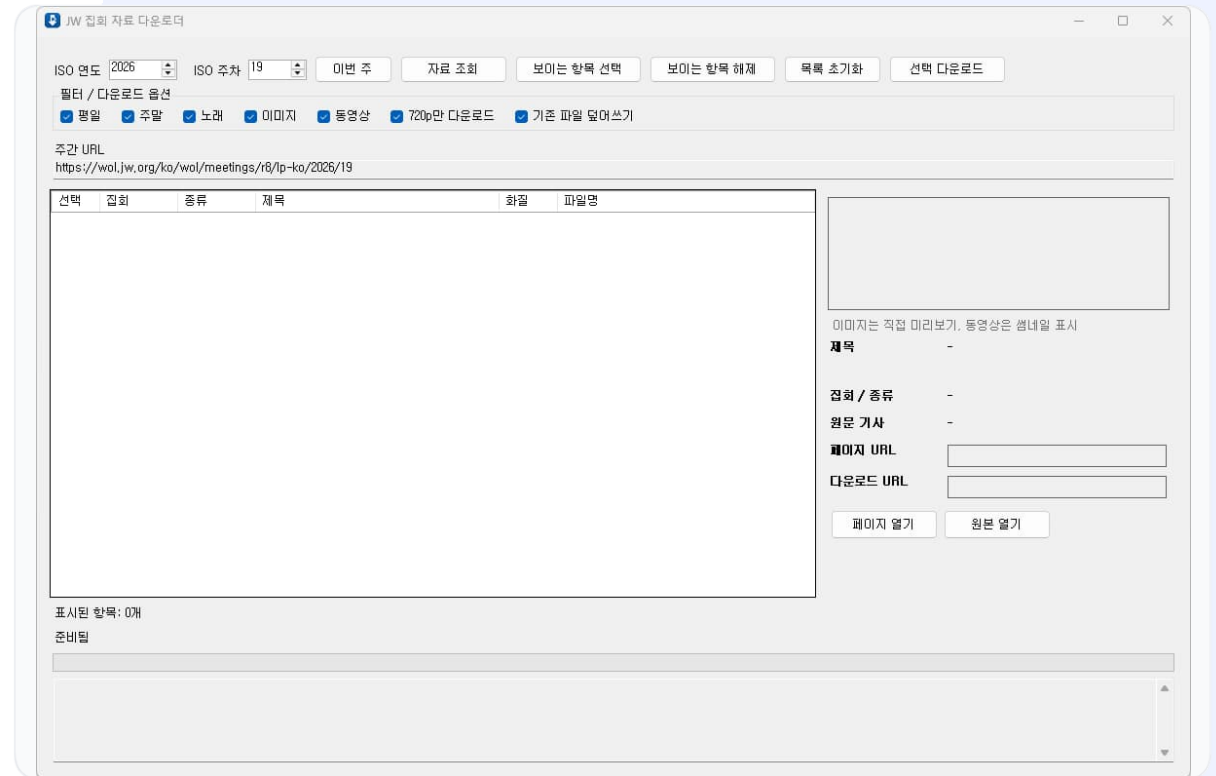 JW 집회 자료 다운로더
ISO 연도 2026 ISO 주차 19 이번 주 자료 조회 보이는 항목 선택 보이는 항목 해제 목록 초기화 선택 다운로드
필터 / 다운로드 옵션
평일 주말 노래 이미지 동영상 720p만 다운로드 기존 파일 덮어쓰기
주간 URL
https://wol.jw.org/ko/wol/meetings/r8/lp-ko/2026/19
선택 집회 종류 제목 화질 파일명
이미지는 직접 미리보기, 동영상은 썸네일 표시
제목 -
집회 / 종류 -
원문 기사 -
페이지 URL
다운로드 URL
페이지 열기 원본 열기
표시된 항목: 0개
준비됨